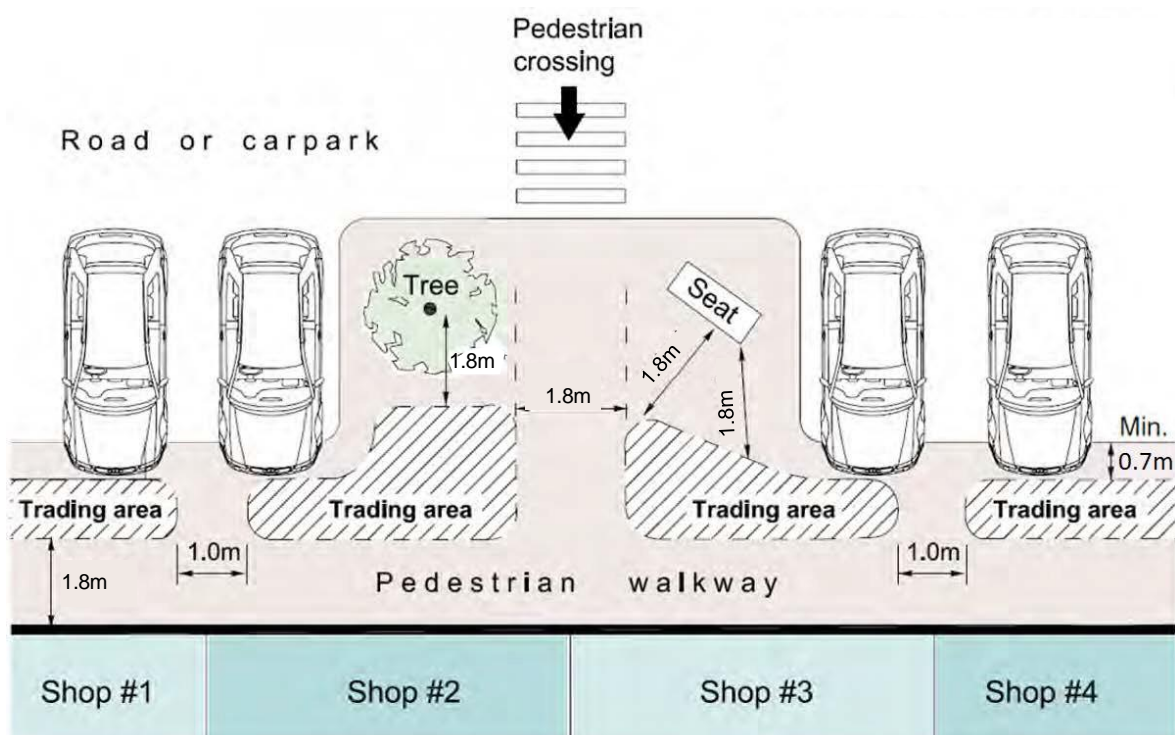 Pedestrian
crossing
Road or carpark
Tree
Seat
1.8m
1.8m
1.8m
1.8m
Min.
0.7m
Trading area
Trading area
Trading area
Trading area
1.0m
1.0m
1.8m
Pedestrian walkway
Shop #1
Shop #2
Shop #3
Shop #4